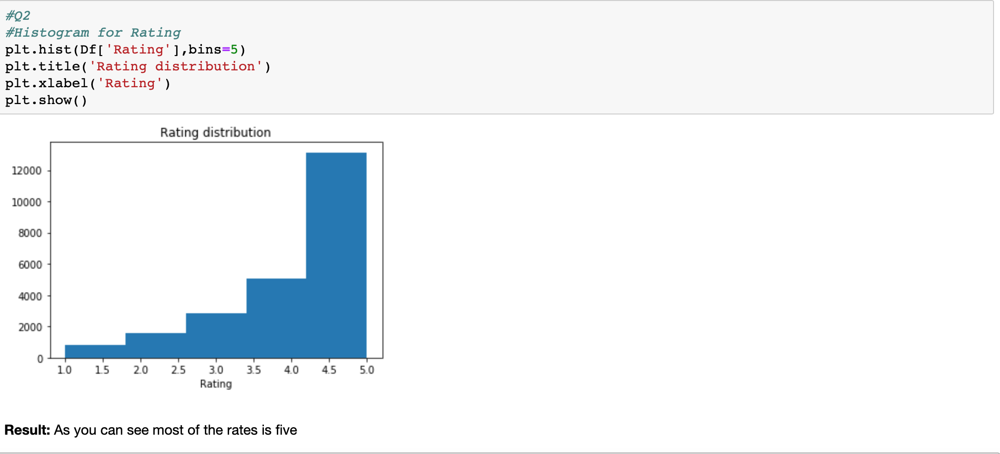 #Q2
#Histogram for Rating
plt.hist(Df['Rating'],bins=5)
plt.title('Rating distribution')
plt.xlabel('Rating')
plt.show()
Rating distribution
12000
10000
8000
6000
4000
2000
0
1.0 1.5 2.0 2.5 3.0 3.5 4.0 4.5 5.0
Rating
Result: As you can see most of the rates is five